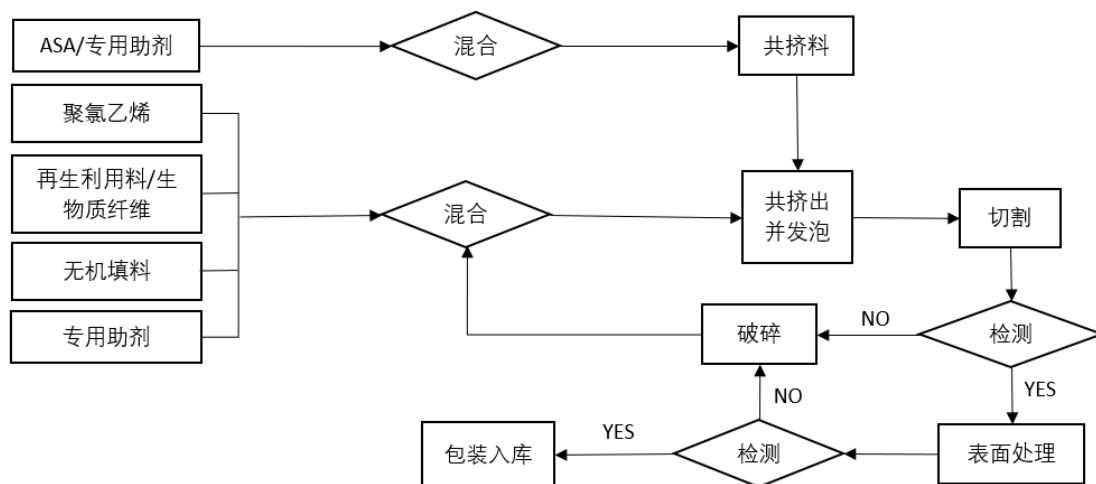 ASA/专用助剂
混合
共挤料
聚氯乙烯
再生利用料/生
物质纤维
无机填料
专用助剂
混合
共挤出
并发泡
切割
检测
NO
破碎
YES
NO
表面处理
检测
YES
包装入库